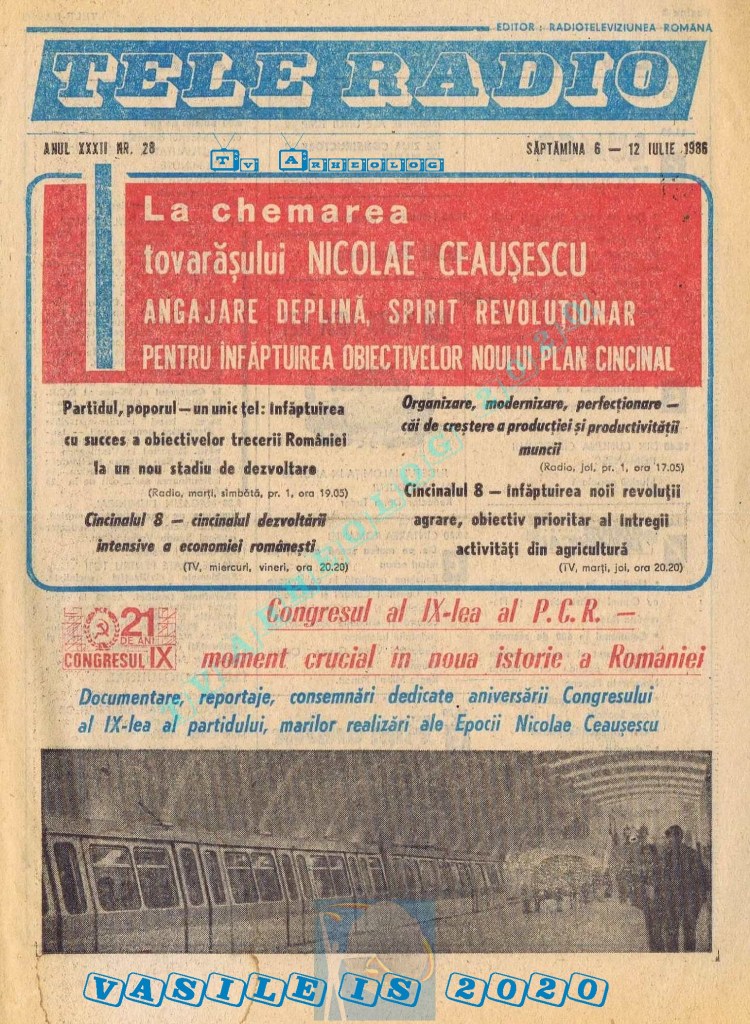 EDITOR: RADIOTELEVIZIUNEA ROMÂNĂ
TELE RADIO
ANUL XXXII NR. 28
SĂPTĂMÎNA 6 — 12 IULIE 1986
TV ARHEOLOG
La chemarea
tovarășului NICOLAE CEAUȘESCU
ANGAJARE DEPLINĂ, SPIRIT REVOLUȚIONAR
PENTRU ÎNFĂPTUIREA OBIECTIVELOR NOULUI PLAN CINCINAL
Partidul, poporul — un unic țel: înfăptuirea
cu succes a obiectivelor trecerii României
la un nou stadiu de dezvoltare
(Radio, marți, sîmbătă, pr. 1, ora 19.05)
Cincinalul 8 — cincinalul dezvoltării
intensive a economiei românești
(TV, miercuri, vineri, ora 20.20)
Organizare, modernizare, perfecționare —
căi de creștere a producției și productivității
muncii
(Radio, joi, pr. 1, ora 17.05)
Cincinalul 8 — înfăptuirea noii revoluții
agrare, obiectiv prioritar al întregii
activități din agricultură
(TV, marți, joi, ora 20.20)
21
DE ANI
CONGRESUL IX
Congresul al IX-lea al P.C.R. —
moment crucial în noua istorie a României
Documentare, reportaje, consemnări dedicate aniversării Congresului
al IX-lea al partidului, marilor realizări ale Epocii Nicolae Ceaușescu
VASILE IS 2020